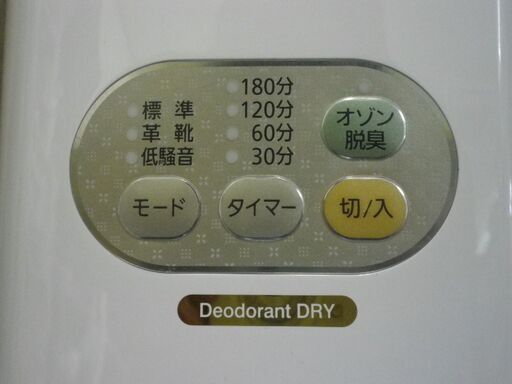 180分
標準
120分
革靴
60分
低騒音
30分
オゾン
脱臭
モード
タイマー
切/入
Deodorant DRY